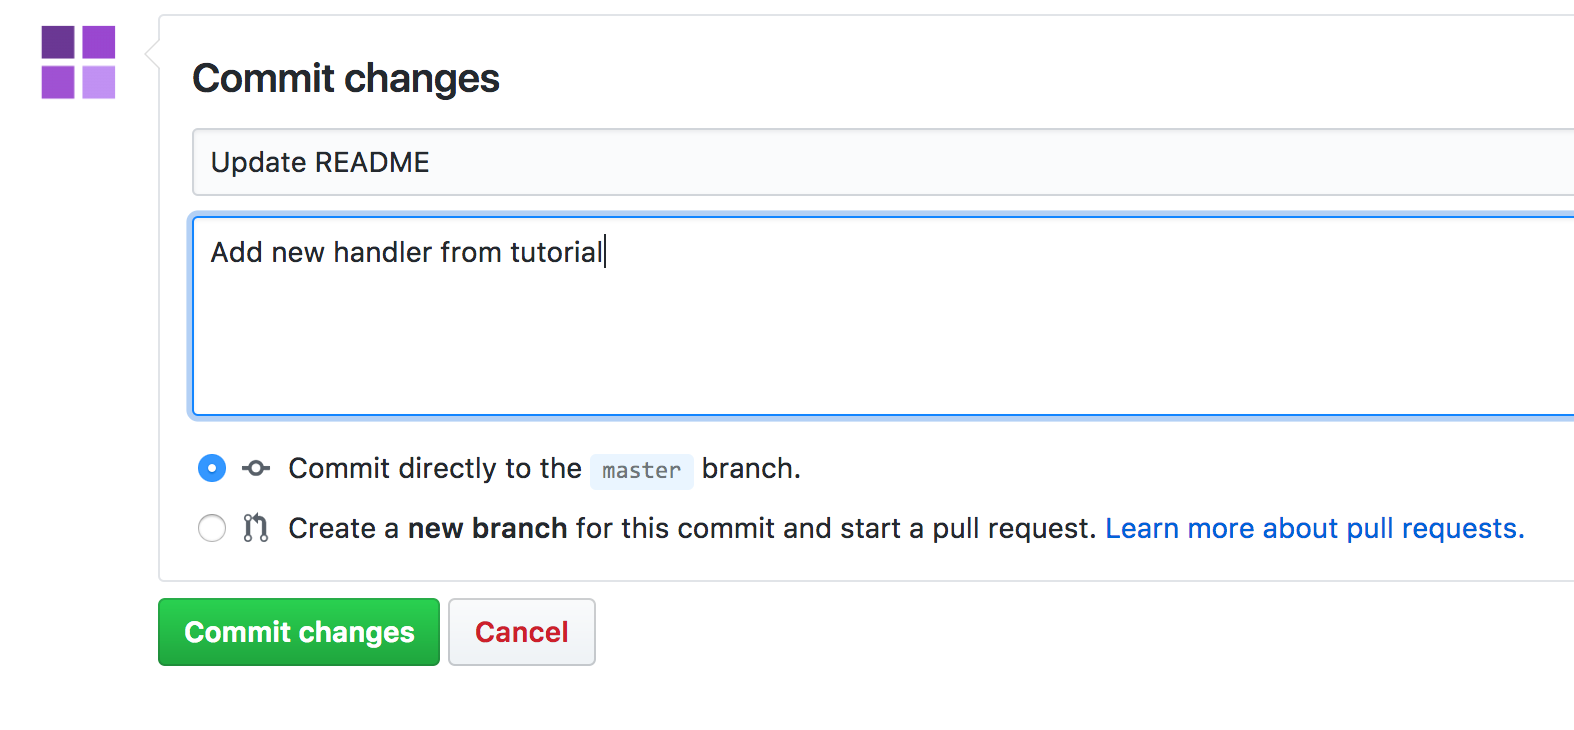 Commit changes
Update README
Add new handler from tutorial
Commit directly to the master branch.
Create a new branch for this commit and start a pull request. Learn more about pull requests.
Commit changes Cancel